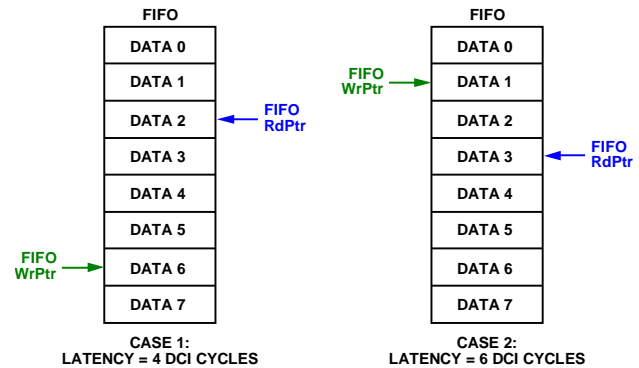 FIFO
DATA 0
DATA 1
DATA 2
DATA 3
DATA 4
DATA 5
DATA 6
DATA 7
FIFO
RdPtr
FIFO
WrPtr
CASE 1:
LATENCY = 4 DCI CYCLES
FIFO
DATA 0
DATA 1
DATA 2
DATA 3
DATA 4
DATA 5
DATA 6
DATA 7
FIFO
WrPtr
FIFO
RdPtr
CASE 2:
LATENCY = 6 DCI CYCLES